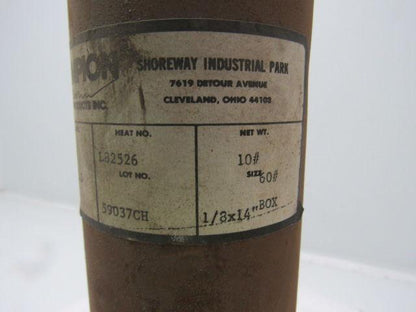 SHOREWAY INDUSTRIAL PARK
7619 DETOUR AVENUE
CLEVELAND, OHIO 44103
INC.
HEAT NO.
NET WT.
L82526
10#
LOT NO.
SIZE 60#
59037CH
1/8x14" BOX